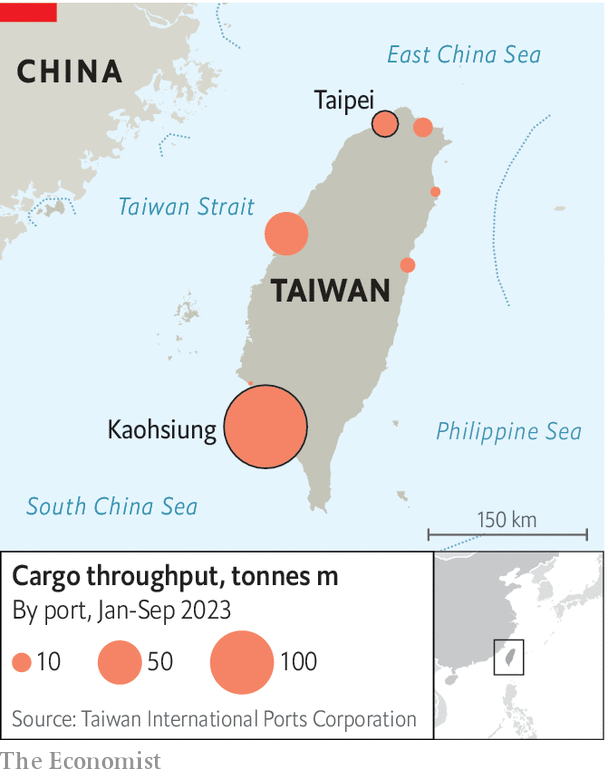 CHINA
East China Sea
Taipei
Taiwan Strait
TAIWAN
Kaohsiung
Philippine Sea
South China Sea
150 km
Cargo throughput, tonnes m
By port, Jan-Sep 2023
10 50 100
Source: Taiwan International Ports Corporation
The Economist